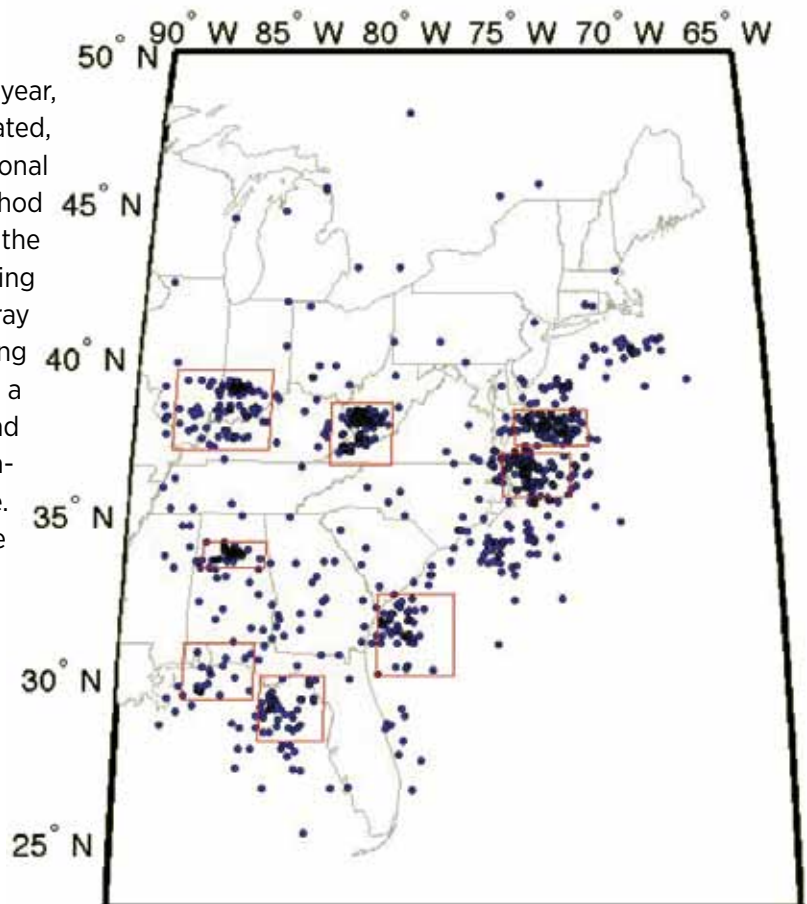 90° W 85° W 80° W 75° W 70° W 65° W
50° N
year,
ated,
onal
hod
45° N
the
ing
ray
ng
40° N
a
nd
n-
e.
35° N
e
30° N
25° N